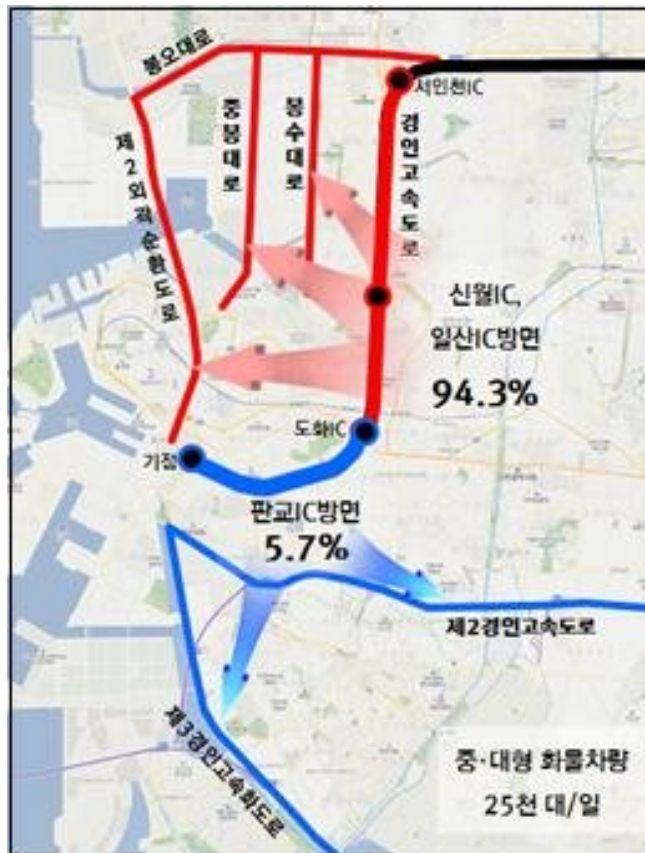 봉오대로
서인천IC
중봉대로
봉수대로
경인고속도로
제2외곽순환도로
신월IC,
일산IC방면
94.3%
도화IC
기점
판교IC방면
5.7%
제2경인고속도로
제3경인고속화도로
중·대형 화물차량
25천 대/일